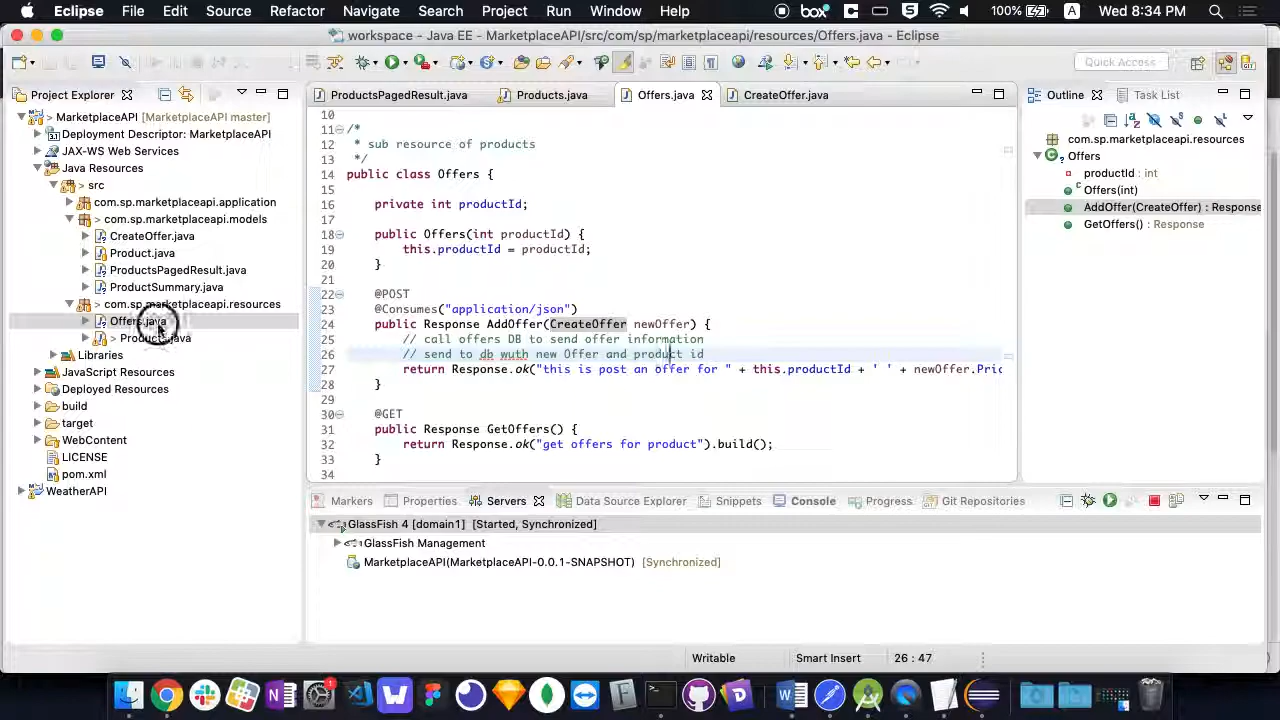 Eclipse File Edit Source Refactor Navigate Search Project Run Window Help box 5 100% A Wed 8:34 PM
workspace - Java EE - MarketplaceAPI/src/com/sp/marketplaceapi/resources/Offers.java - Eclipse
Quick Access
Project Explorer
> MarketplaceAPI [MarketplaceAPI master]
Deployment Descriptor: MarketplaceAPI
JAX-WS Web Services
Java Resources
> src
com.sp.marketplaceapi.application
> com.sp.marketplaceapi.models
CreateOffer.java
Product.java
ProductsPagedResult.java
ProductSummary.java
> com.sp.marketplaceapi.resources
Offers.java
> Products.java
Libraries
JavaScript Resources
Deployed Resources
build
target
WebContent
LICENSE
pom.xml
WeatherAPI
ProductsPagedResult.java Products.java Offers.java CreateOffer.java
10
11 /*
12 * sub resource of products
13 */
14 public class Offers {
15
16 private int productId;
17
18 public Offers(int productId) {
19 this.productId = productId;
20 }
21
22 @POST
23 @Consumes("application/json")
24 public Response AddOffer(CreateOffer newOffer) {
25 // call offers DB to send offer information
26 // send to db wuth new Offer and product id
27 return Response.ok("this is post an offer for " + this.productId + ' ' + newOffer.Pric
28 }
29
30 @GET
31 public Response GetOffers() {
32 return Response.ok("get offers for product").build();
33 }
34
Outline Task List
com.sp.marketplaceapi.resources
Offers
productId : int
Offers(int)
AddOffer(CreateOffer) : Response
GetOffers() : Response
Markers Properties Servers Data Source Explorer Snippets Console Progress Git Repositories
GlassFish 4 [domain1] [Started, Synchronized]
GlassFish Management
MarketplaceAPI(MarketplaceAPI-0.0.1-SNAPSHOT) [Synchronized]
Writable Smart Insert 26 : 47